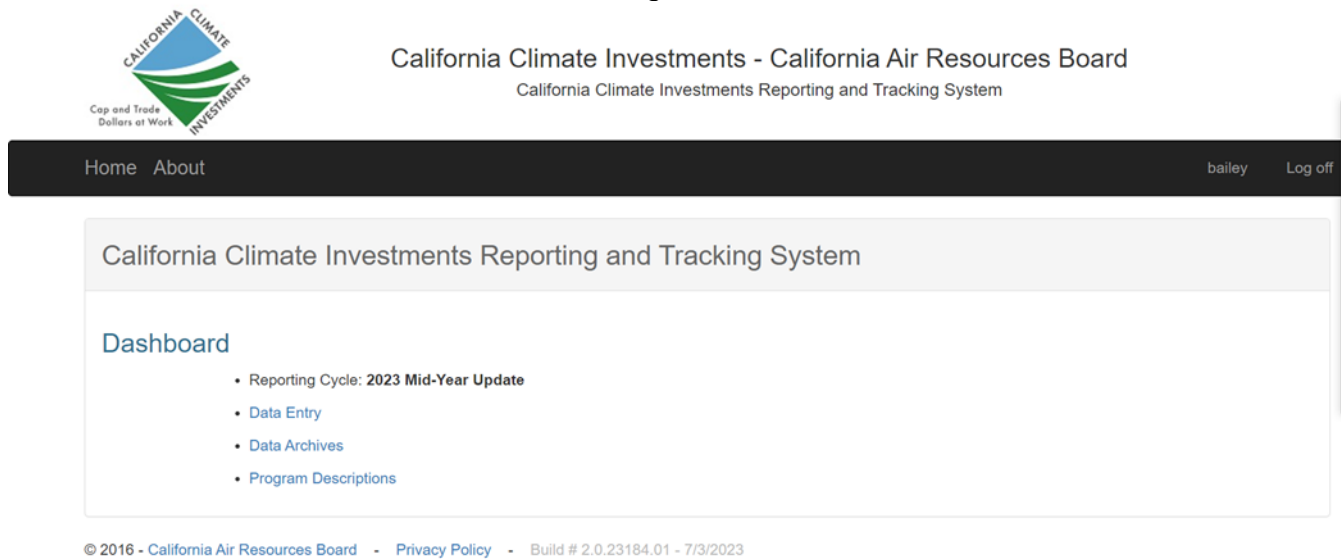 CALIFORNIA CLIMATE INVESTMENTS
Cap and Trade
Dollars at Work
California Climate Investments - California Air Resources Board
California Climate Investments Reporting and Tracking System
Home About bailey Log off
California Climate Investments Reporting and Tracking System
Dashboard
• Reporting Cycle: 2023 Mid-Year Update
• Data Entry
• Data Archives
• Program Descriptions
© 2016 - California Air Resources Board - Privacy Policy - Build # 2.0.23184.01 - 7/3/2023